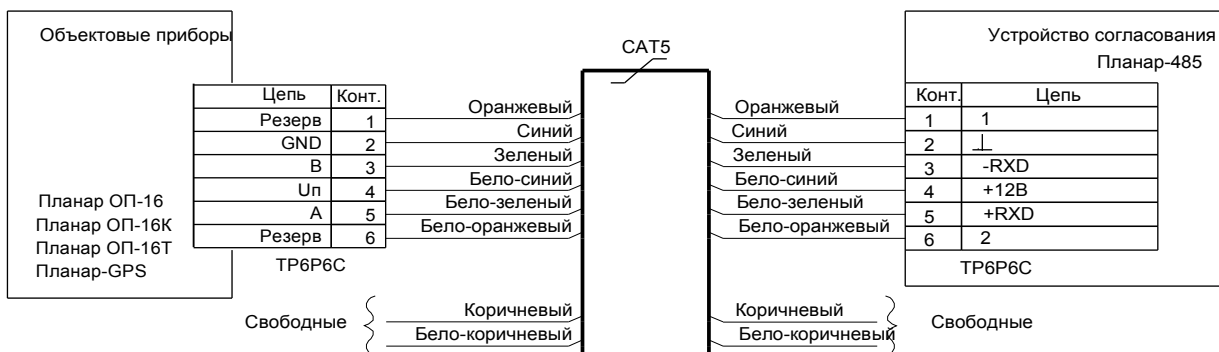 Объектовые приборы
Устройство согласования
Планар-485
CAT5
Цепь Конт.
Резерв 1
GND 2
B 3
Uп 4
A 5
Резерв 6
TP6P6C
Планар ОП-16
Планар ОП-16К
Планар ОП-16Т
Планар-GPS
Оранжевый
Синий
Зеленый
Бело-синий
Бело-зеленый
Бело-оранжевый
Оранжевый
Синий
Зеленый
Бело-синий
Бело-зеленый
Бело-оранжевый
Конт. Цепь
1 1
2 ⊥
3 -RXD
4 +12В
5 +RXD
6 2
TP6P6C
Свободные
Коричневый
Бело-коричневый
Коричневый
Бело-коричневый
Свободные